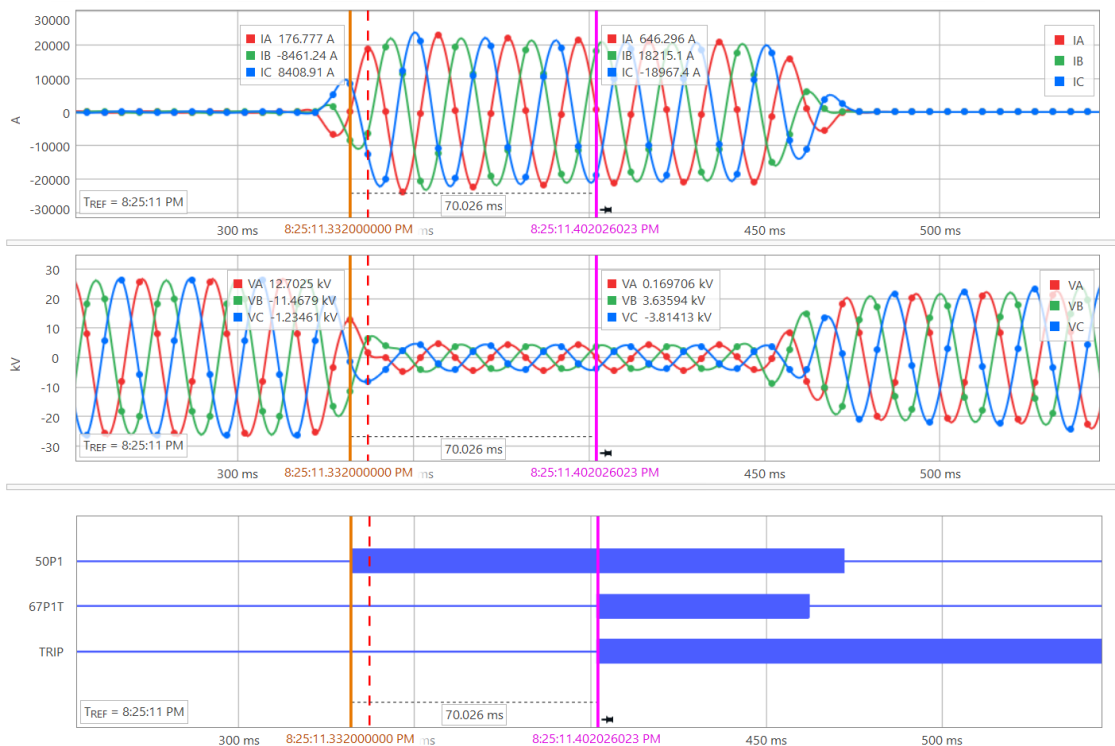 30000
20000
10000
0
-10000
-20000
-30000
A
IA 176.777 A
IB -8461.24 A
IC 8408.91 A
IA 646.296 A
IB 18215.1 A
IC -18967.4 A
IA
IB
IC
TREF = 8:25:11 PM
70.026 ms
300 ms
8:25:11.332000000 PM
ms
8:25:11.402026023 PM
450 ms
500 ms
30
20
10
0
-10
-20
-30
kV
VA 12.7025 kV
VB -11.4679 kV
VC -1.23461 kV
VA 0.169706 kV
VB 3.63594 kV
VC -3.81413 kV
VA
VB
VC
TREF = 8:25:11 PM
70.026 ms
300 ms
8:25:11.332000000 PM
ms
8:25:11.402026023 PM
450 ms
500 ms
50P1
67P1T
TRIP
TREF = 8:25:11 PM
70.026 ms
300 ms
8:25:11.332000000 PM
ms
8:25:11.402026023 PM
450 ms
500 ms